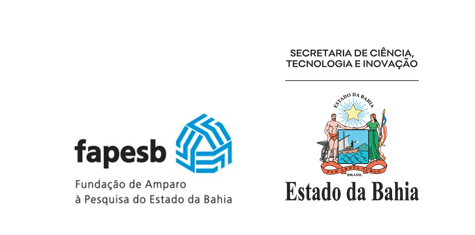 fapesb
Fundação de Amparo
à Pesquisa do Estado da Bahia
SECRETARIA DE CIÊNCIA,
TECNOLOGIA E INOVAÇÃO
ESTADO DA BAHIA
BRASIL
Estado da Bahia